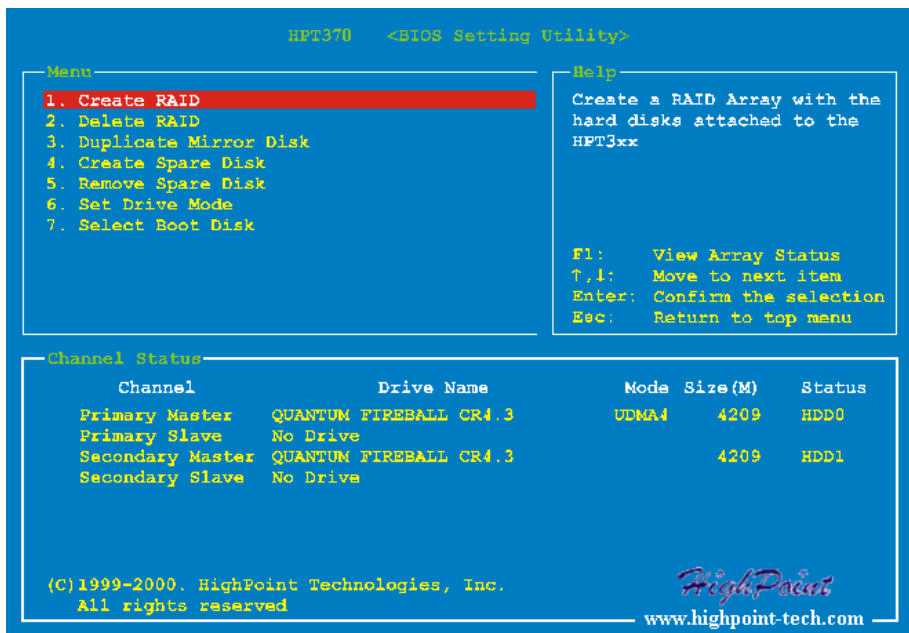 HPT370 <BIOS Setting Utility>
Menu
1. Create RAID
2. Delete RAID
3. Duplicate Mirror Disk
4. Create Spare Disk
5. Remove Spare Disk
6. Set Drive Mode
7. Select Boot Disk
Help
Create a RAID Array with the
hard disks attached to the
HPT3xx
F1: View Array Status
↑,↓: Move to next item
Enter: Confirm the selection
Esc: Return to top menu
Channel Status
Channel Drive Name Mode Size(M) Status
Primary Master QUANTUM FIREBALL CR4.3 UDMA4 4209 HDD0
Primary Slave No Drive
Secondary Master QUANTUM FIREBALL CR4.3 4209 HDD1
Secondary Slave No Drive
(C)1999-2000. HighPoint Technologies, Inc.
All rights reserved
HighPoint
www.highpoint-tech.com